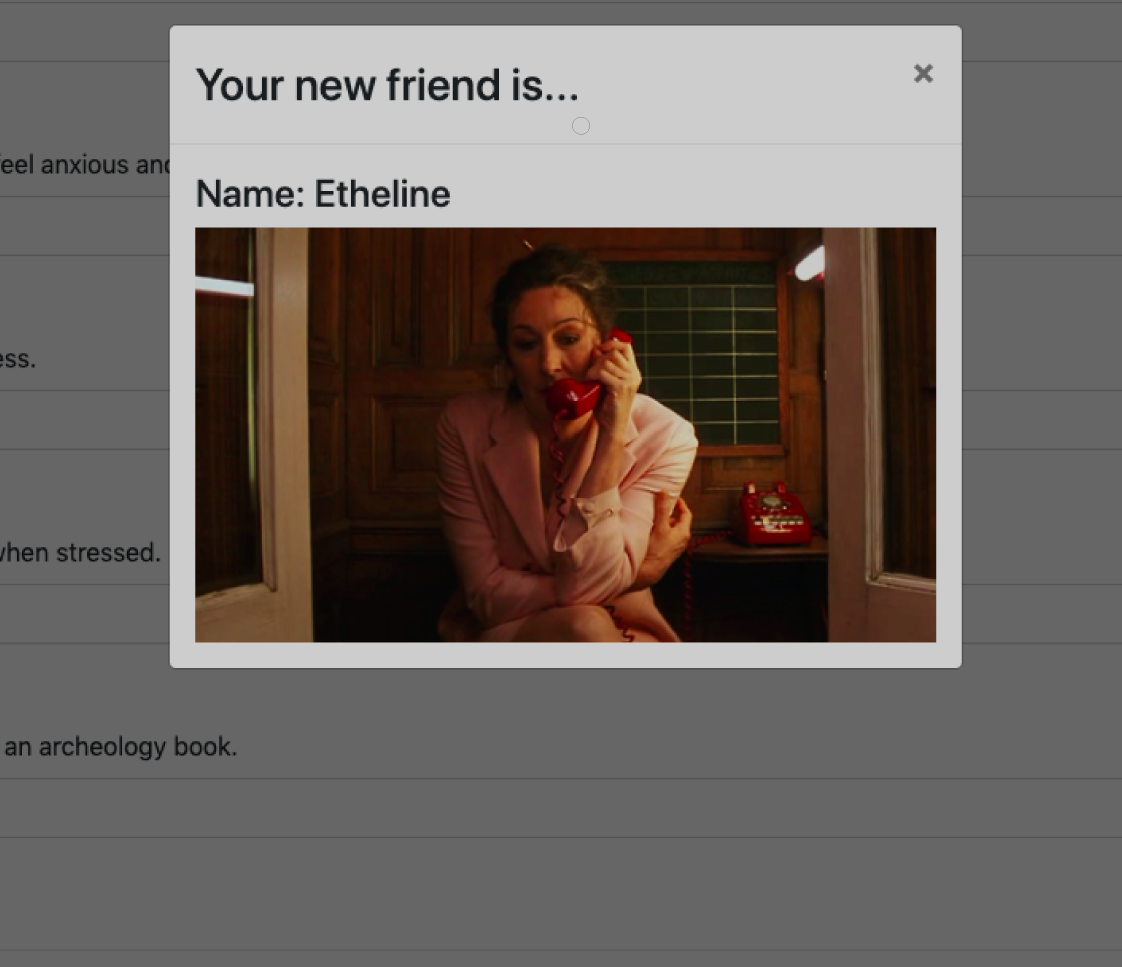 Your new friend is...
×
Name: Etheline
feel anxious and
ess.
when stressed.
an archeology book.